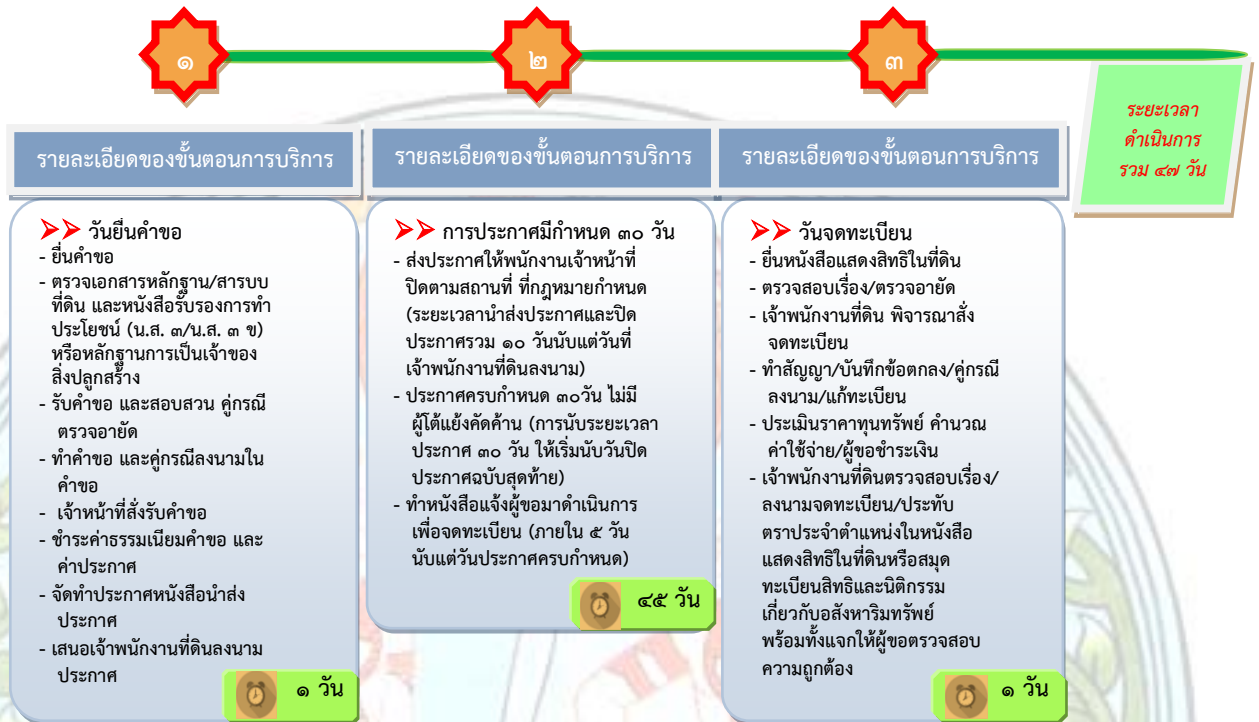 ๑
๒
๓
ระยะเวลา
ดำเนินการ
รวม ๔๗ วัน
รายละเอียดของขั้นตอนการบริการ
➢➢ วันยื่นคำขอ
- ยื่นคำขอ
- ตรวจเอกสารหลักฐาน/สารบบ
ที่ดิน และหนังสือรับรองการทำ
ประโยชน์ (น.ส. ๓/น.ส. ๓ ข)
หรือหลักฐานการเป็นเจ้าของ
สิ่งปลูกสร้าง
- รับคำขอ และสอบสวน คู่กรณี
ตรวจอายัด
- ทำคำขอ และคู่กรณีลงนามใน
คำขอ
- เจ้าหน้าที่สั่งรับคำขอ
- ชำระค่าธรรมเนียมคำขอ และ
ค่าประกาศ
- จัดทำประกาศหนังสือนำส่ง
ประกาศ
- เสนอเจ้าพนักงานที่ดินลงนาม
ประกาศ
๑ วัน
รายละเอียดของขั้นตอนการบริการ
➢➢ การประกาศมีกำหนด ๓๐ วัน
- ส่งประกาศให้พนักงานเจ้าหน้าที่
ปิดตามสถานที่ ที่กฎหมายกำหนด
(ระยะเวลานำส่งประกาศและปิด
ประกาศรวม ๑๐ วันนับแต่วันที่
เจ้าพนักงานที่ดินลงนาม)
- ประกาศครบกำหนด ๓๐วัน ไม่มี
ผู้โต้แย้งคัดค้าน (การนับระยะเวลา
ประกาศ ๓๐ วัน ให้เริ่มนับวันปิด
ประกาศฉบับสุดท้าย)
- ทำหนังสือแจ้งผู้ขอมาดำเนินการ
เพื่อจดทะเบียน (ภายใน ๕ วัน
นับแต่วันประกาศครบกำหนด)
๔๕ วัน
รายละเอียดของขั้นตอนการบริการ
➢➢ วันจดทะเบียน
- ยื่นหนังสือแสดงสิทธิในที่ดิน
- ตรวจสอบเรื่อง/ตรวจอายัด
- เจ้าพนักงานที่ดิน พิจารณาสั่ง
จดทะเบียน
- ทำสัญญา/บันทึกข้อตกลง/คู่กรณี
ลงนาม/แก้ทะเบียน
- ประเมินราคาทุนทรัพย์ คำนวณ
ค่าใช้จ่าย/ผู้ขอชำระเงิน
- เจ้าพนักงานที่ดินตรวจสอบเรื่อง/
ลงนามจดทะเบียน/ประทับ
ตราประจำตำแหน่งในหนังสือ
แสดงสิทธิในที่ดินหรือสมุด
ทะเบียนสิทธิและนิติกรรม
เกี่ยวกับอสังหาริมทรัพย์
พร้อมทั้งแจกให้ผู้ขอตรวจสอบ
ความถูกต้อง
๑ วัน